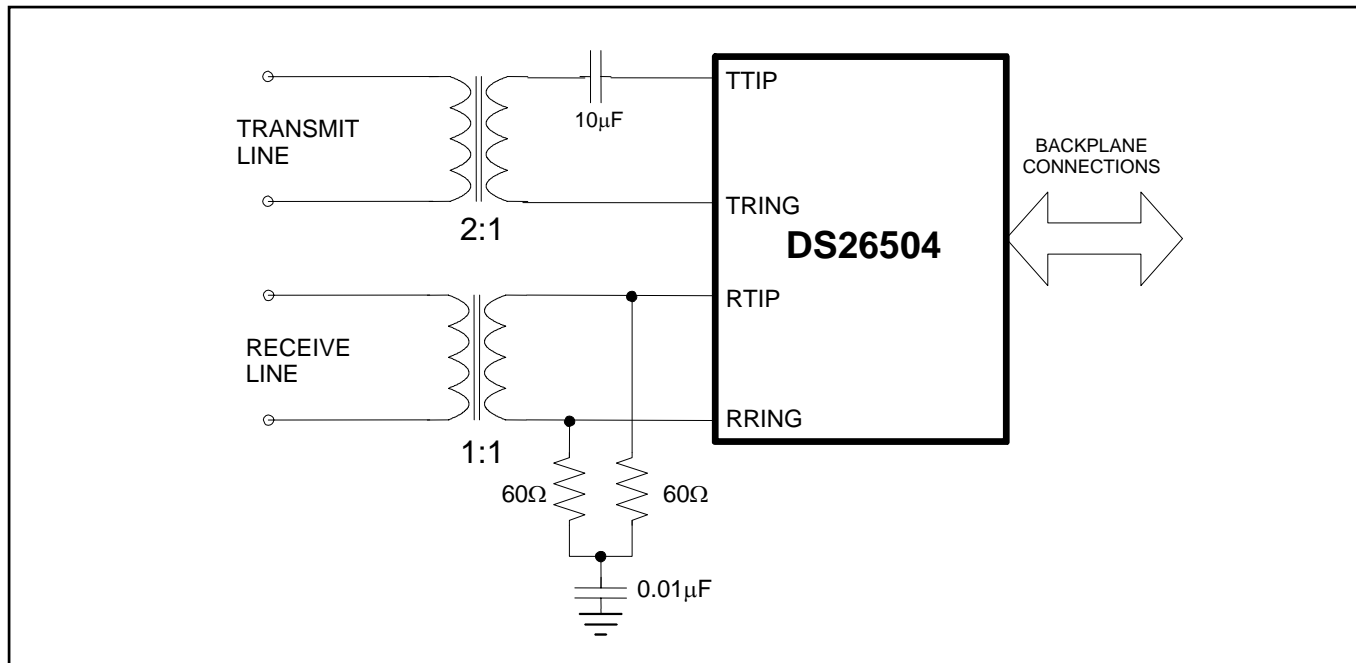 TTIP
10μF
TRANSMIT
LINE
BACKPLANE
CONNECTIONS
TRING
2:1
DS26504
RTIP
RECEIVE
LINE
RRING
1:1
60Ω
60Ω
0.01μF